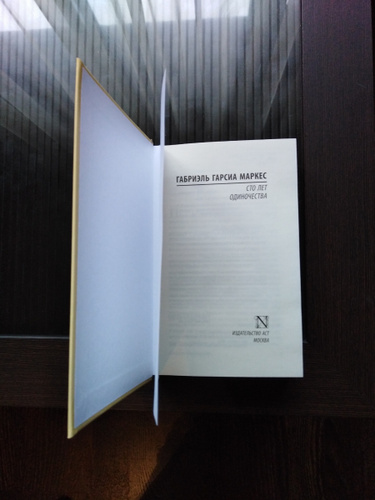 ГАБРИЭЛЬ ГАРСИА МАРКЕС
СТО ЛЕТ
ОДИНОЧЕСТВА
N
ИЗДАТЕЛЬСТВО АСТ
МОСКВА